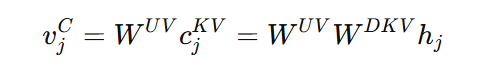 $v_j^C = W^{UV} c_j^{KV} = W^{UV} W^{DKV} h_j$